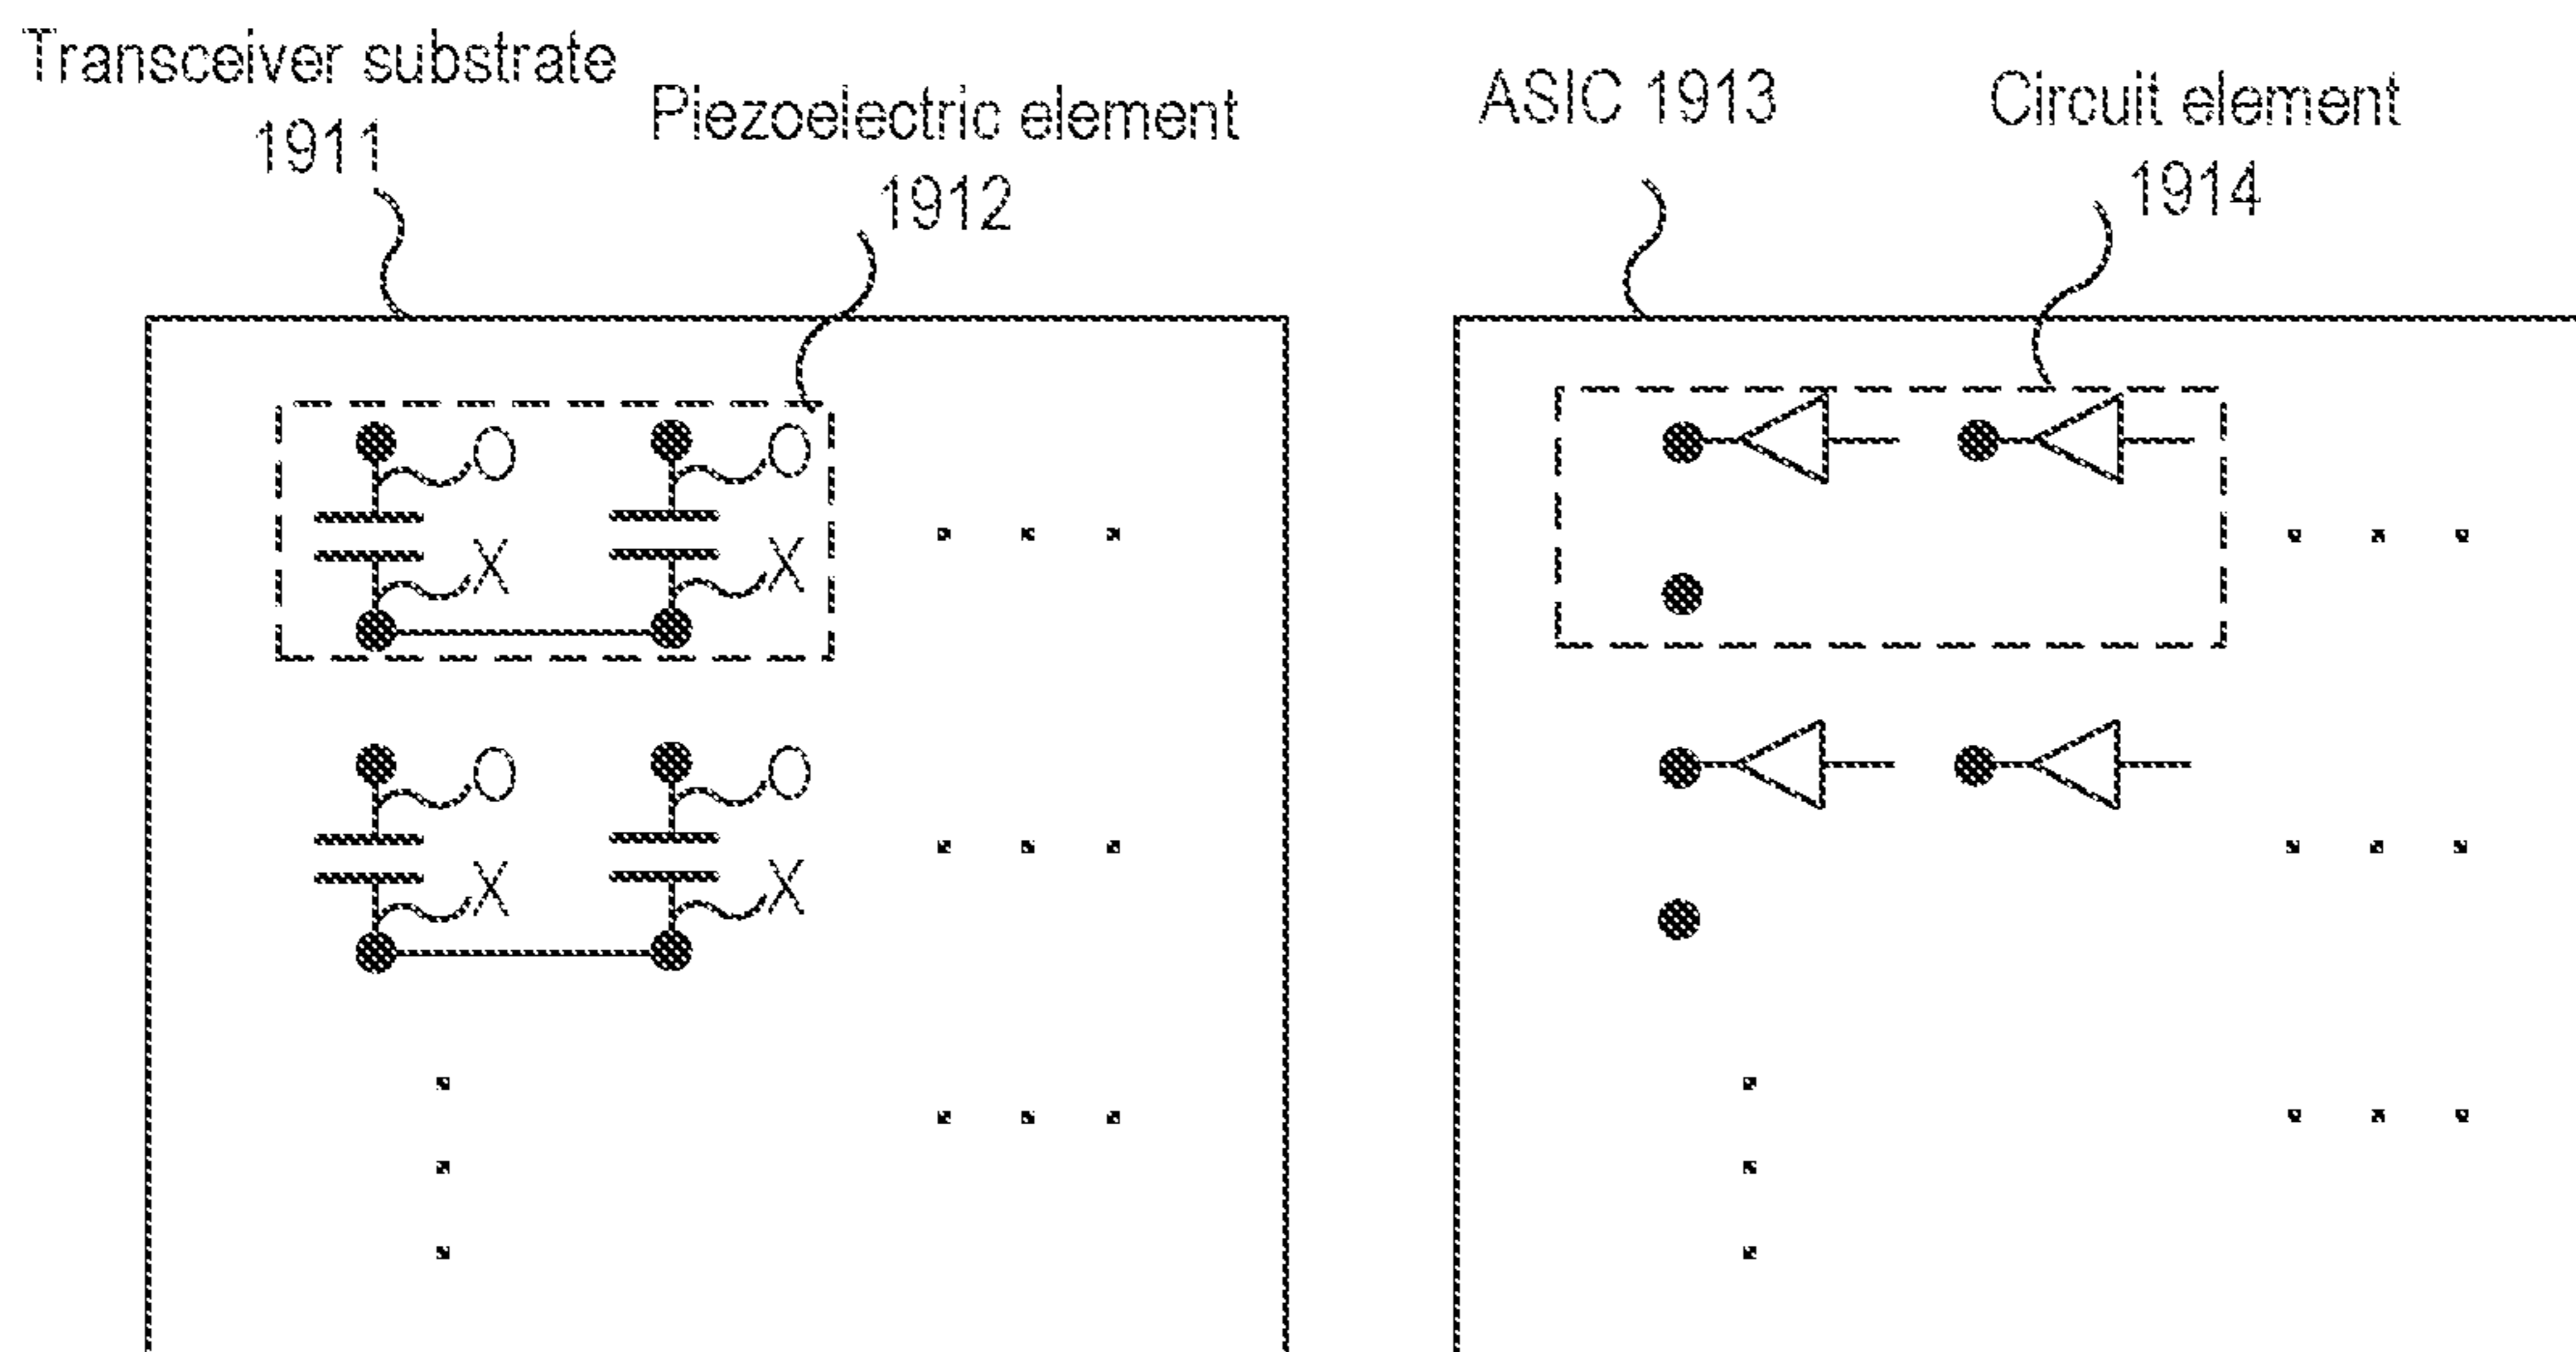 Transceiver substrate
1911
Piezoelectric element
1912
ASIC 1913
Circuit element
1914
O
O
X
X
O
O
X
X